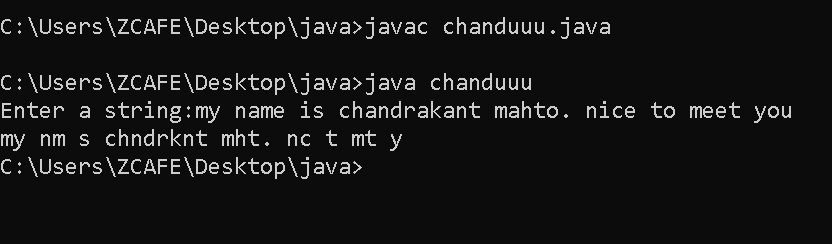 C:\Users\ZCAFE\Desktop\java>javac chanduuu.java
C:\Users\ZCAFE\Desktop\java>java chanduuu
Enter a string:my name is chandrakant mahto. nice to meet you
my nm s chndrknt mht. nc t mt y
C:\Users\ZCAFE\Desktop\java>